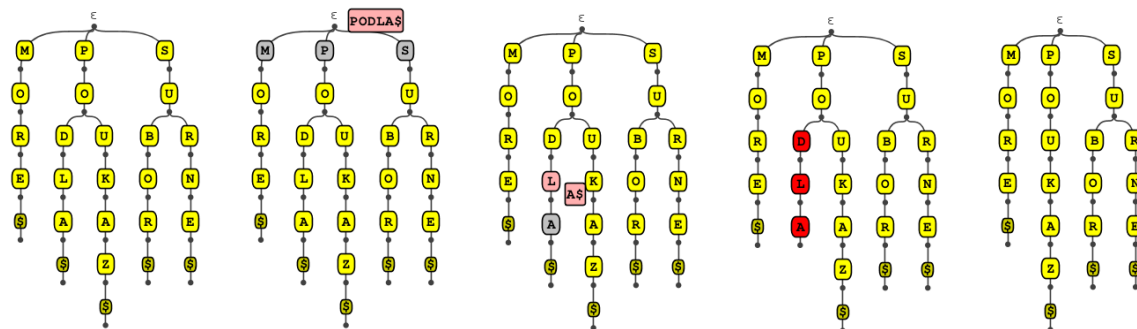 ε
M P S
O O U
R D U B R
E L K O N
$ A A R E
$ Z $ $
$
ε PODLA$
M P S
O O U
R D U B R
E L K O N
$ A A R E
$ Z $ $
$
ε
M P S
O O U
R D U B R
E L K O N
A$
$ A A R E
$ Z $ $
$
ε
M P S
O O U
R D U B R
E L K O N
$ A A R E
Z $ $
$
ε
M P S
O O U
R U B R
E K O N
$ A R E
Z $ $
$